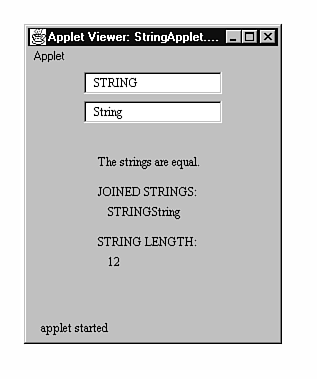 Applet Viewer: StringApplet....
Applet
STRING
String
The strings are equal.
JOINED STRINGS:
STRINGString
STRING LENGTH:
12
applet started